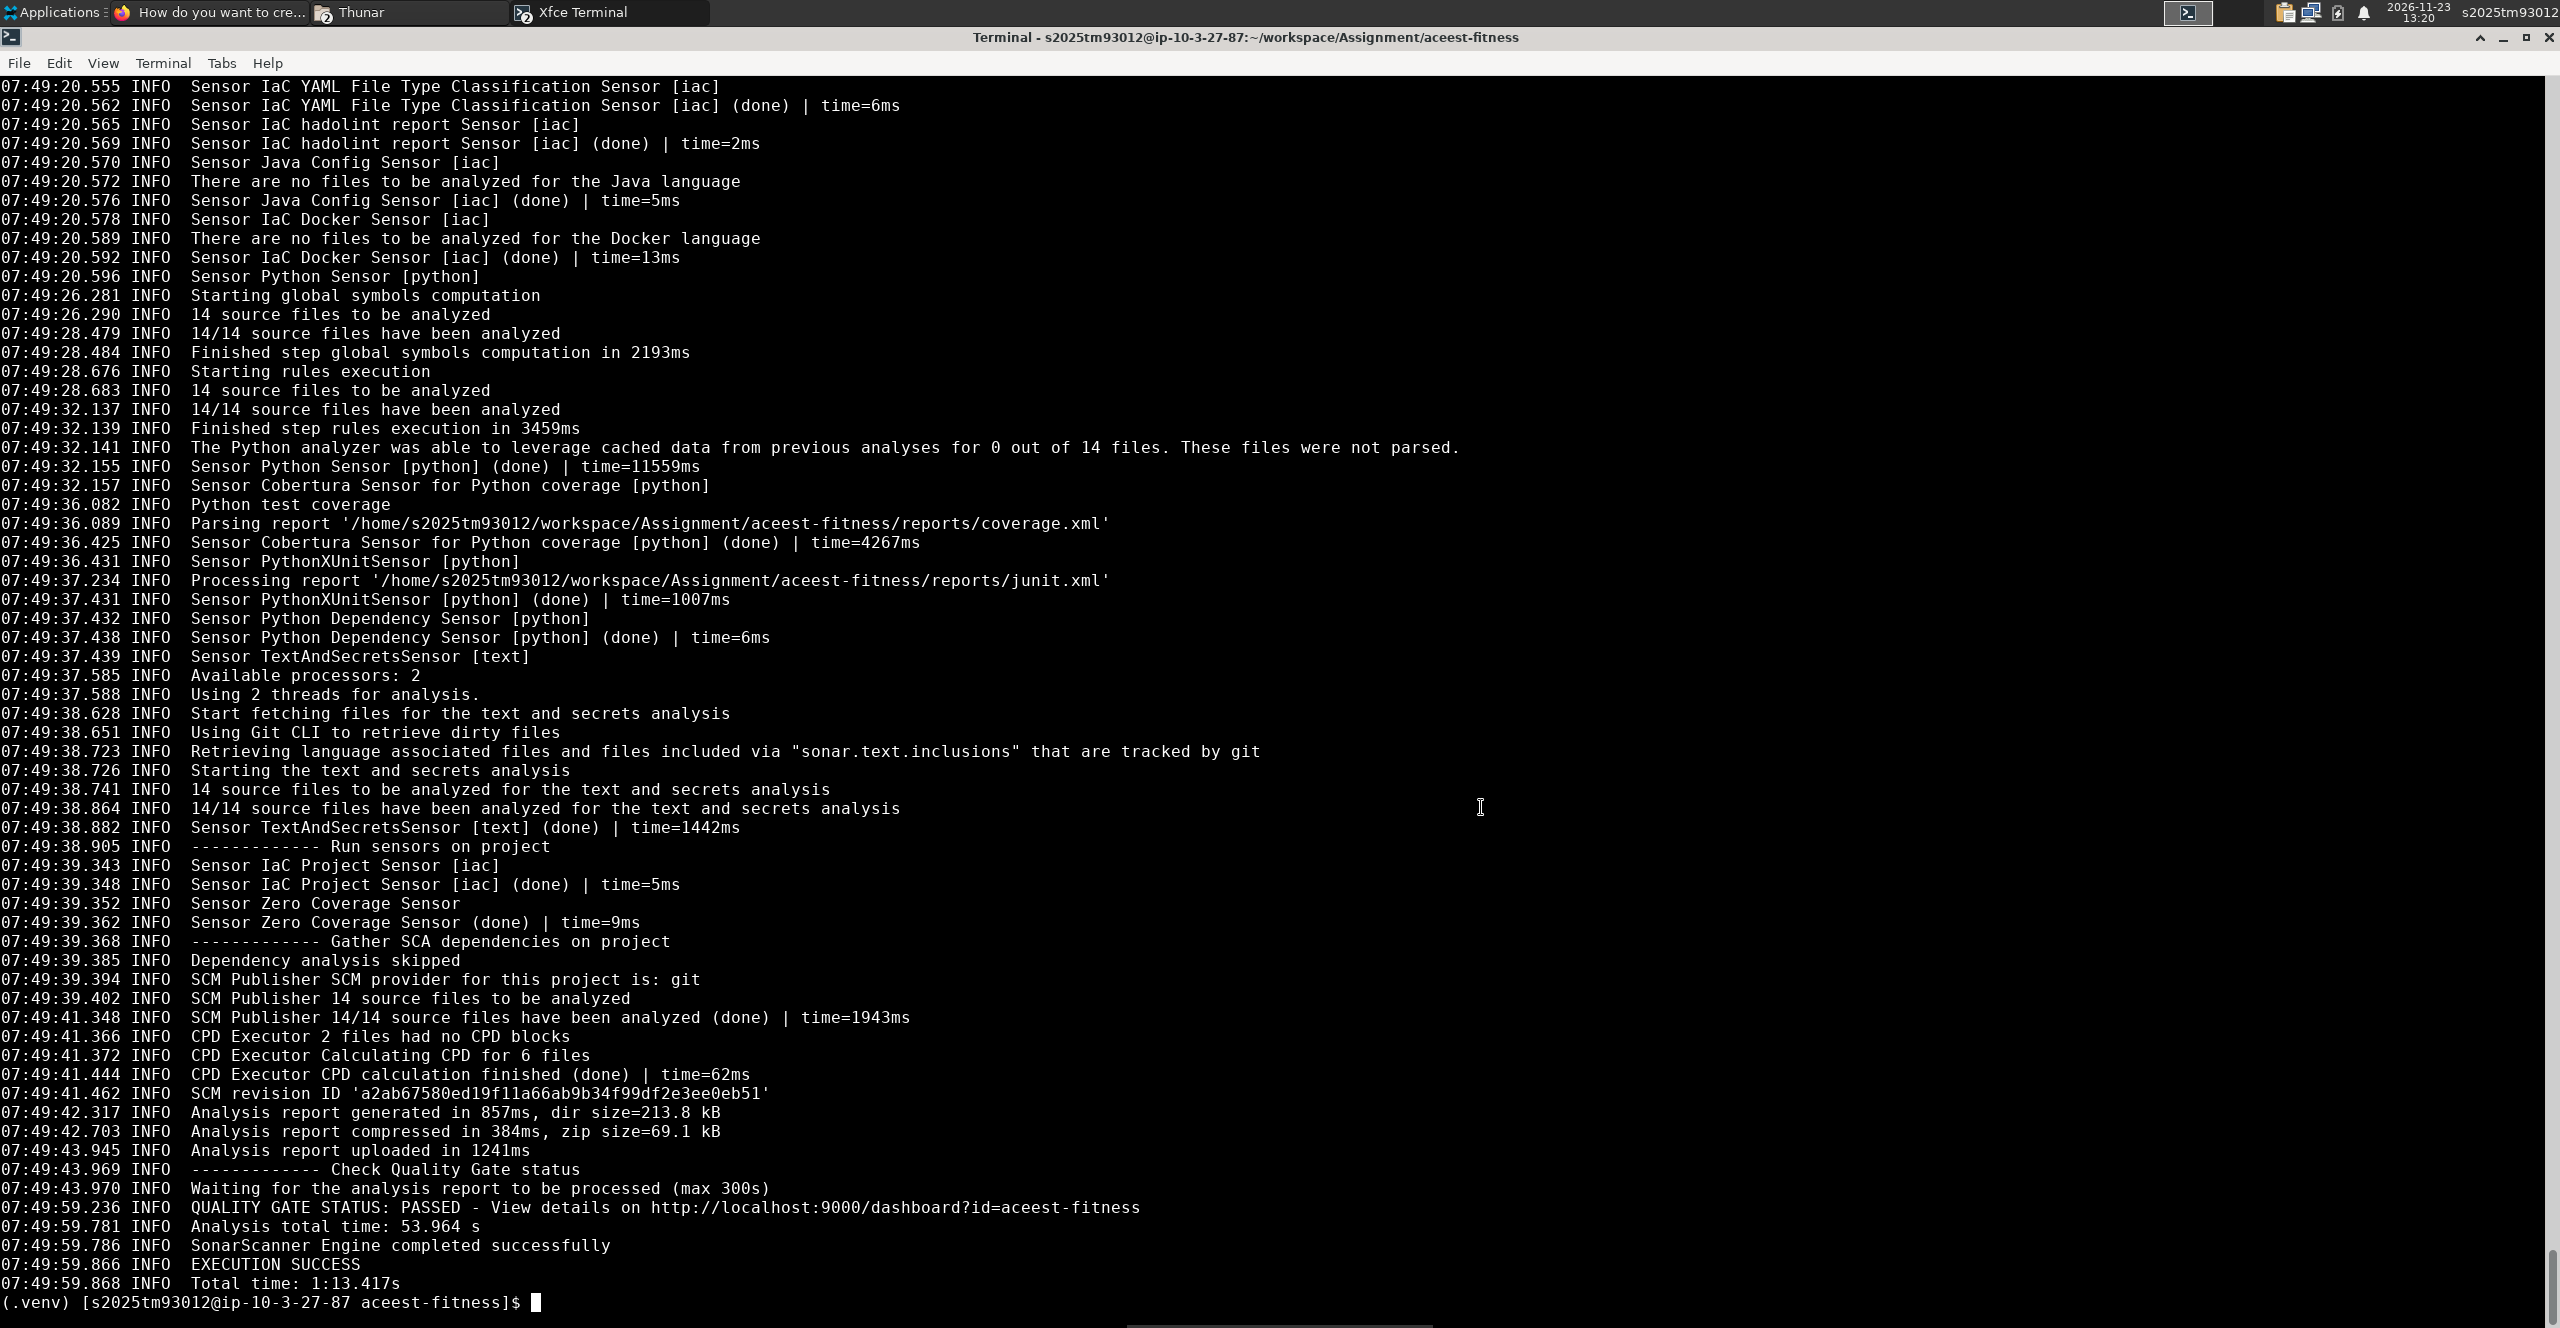 Applications
How do you want to cre...
Thunar
Xfce Terminal
2026-11-23
13:20
s2025tm93012
Terminal - s2025tm93012@ip-10-3-27-87:~/workspace/Assignment/aceest-fitness
File Edit View Terminal Tabs Help
07:49:20.555 INFO  Sensor IaC YAML File Type Classification Sensor [iac]
07:49:20.562 INFO  Sensor IaC YAML File Type Classification Sensor [iac] (done) | time=6ms
07:49:20.565 INFO  Sensor IaC hadolint report Sensor [iac]
07:49:20.569 INFO  Sensor IaC hadolint report Sensor [iac] (done) | time=2ms
07:49:20.570 INFO  Sensor Java Config Sensor [iac]
07:49:20.572 INFO  There are no files to be analyzed for the Java language
07:49:20.576 INFO  Sensor Java Config Sensor [iac] (done) | time=5ms
07:49:20.578 INFO  Sensor IaC Docker Sensor [iac]
07:49:20.589 INFO  There are no files to be analyzed for the Docker language
07:49:20.592 INFO  Sensor IaC Docker Sensor [iac] (done) | time=13ms
07:49:20.596 INFO  Sensor Python Sensor [python]
07:49:26.281 INFO  Starting global symbols computation
07:49:26.290 INFO  14 source files to be analyzed
07:49:28.479 INFO  14/14 source files have been analyzed
07:49:28.484 INFO  Finished step global symbols computation in 2193ms
07:49:28.676 INFO  Starting rules execution
07:49:28.683 INFO  14 source files to be analyzed
07:49:32.137 INFO  14/14 source files have been analyzed
07:49:32.139 INFO  Finished step rules execution in 3459ms
07:49:32.141 INFO  The Python analyzer was able to leverage cached data from previous analyses for 0 out of 14 files. These files were not parsed.
07:49:32.155 INFO  Sensor Python Sensor [python] (done) | time=11559ms
07:49:32.157 INFO  Sensor Cobertura Sensor for Python coverage [python]
07:49:36.082 INFO  Python test coverage
07:49:36.089 INFO  Parsing report '/home/s2025tm93012/workspace/Assignment/aceest-fitness/reports/coverage.xml'
07:49:36.425 INFO  Sensor Cobertura Sensor for Python coverage [python] (done) | time=4267ms
07:49:36.431 INFO  Sensor PythonXUnitSensor [python]
07:49:37.234 INFO  Processing report '/home/s2025tm93012/workspace/Assignment/aceest-fitness/reports/junit.xml'
07:49:37.431 INFO  Sensor PythonXUnitSensor [python] (done) | time=1007ms
07:49:37.432 INFO  Sensor Python Dependency Sensor [python]
07:49:37.438 INFO  Sensor Python Dependency Sensor [python] (done) | time=6ms
07:49:37.439 INFO  Sensor TextAndSecretsSensor [text]
07:49:37.585 INFO  Available processors: 2
07:49:37.588 INFO  Using 2 threads for analysis.
07:49:38.628 INFO  Start fetching files for the text and secrets analysis
07:49:38.651 INFO  Using Git CLI to retrieve dirty files
07:49:38.723 INFO  Retrieving language associated files and files included via "sonar.text.inclusions" that are tracked by git
07:49:38.726 INFO  Starting the text and secrets analysis
07:49:38.741 INFO  14 source files to be analyzed for the text and secrets analysis
07:49:38.864 INFO  14/14 source files have been analyzed for the text and secrets analysis
07:49:38.882 INFO  Sensor TextAndSecretsSensor [text] (done) | time=1442ms
07:49:38.905 INFO  ------------- Run sensors on project
07:49:39.343 INFO  Sensor IaC Project Sensor [iac]
07:49:39.348 INFO  Sensor IaC Project Sensor [iac] (done) | time=5ms
07:49:39.352 INFO  Sensor Zero Coverage Sensor
07:49:39.362 INFO  Sensor Zero Coverage Sensor (done) | time=9ms
07:49:39.368 INFO  ------------- Gather SCA dependencies on project
07:49:39.385 INFO  Dependency analysis skipped
07:49:39.394 INFO  SCM Publisher SCM provider for this project is: git
07:49:39.402 INFO  SCM Publisher 14 source files to be analyzed
07:49:41.348 INFO  SCM Publisher 14/14 source files have been analyzed (done) | time=1943ms
07:49:41.366 INFO  CPD Executor 2 files had no CPD blocks
07:49:41.372 INFO  CPD Executor Calculating CPD for 6 files
07:49:41.444 INFO  CPD Executor CPD calculation finished (done) | time=62ms
07:49:41.462 INFO  SCM revision ID 'a2ab67580ed19f11a66ab9b34f99df2e3ee0eb51'
07:49:42.317 INFO  Analysis report generated in 857ms, dir size=213.8 kB
07:49:42.703 INFO  Analysis report compressed in 384ms, zip size=69.1 kB
07:49:43.945 INFO  Analysis report uploaded in 1241ms
07:49:43.969 INFO  ------------- Check Quality Gate status
07:49:43.970 INFO  Waiting for the analysis report to be processed (max 300s)
07:49:59.236 INFO  QUALITY GATE STATUS: PASSED - View details on http://localhost:9000/dashboard?id=aceest-fitness
07:49:59.781 INFO  Analysis total time: 53.964 s
07:49:59.786 INFO  SonarScanner Engine completed successfully
07:49:59.866 INFO  EXECUTION SUCCESS
07:49:59.868 INFO  Total time: 1:13.417s
(.venv) [s2025tm93012@ip-10-3-27-87 aceest-fitness]$